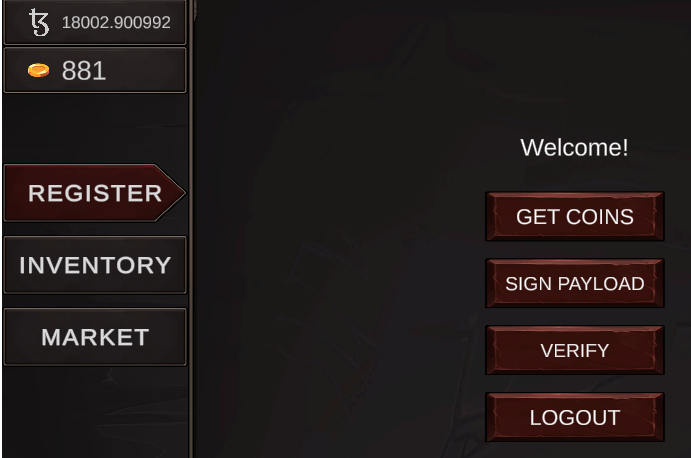 ꜩ 18002.900992
881
REGISTER
INVENTORY
MARKET
Welcome!
GET COINS
SIGN PAYLOAD
VERIFY
LOGOUT